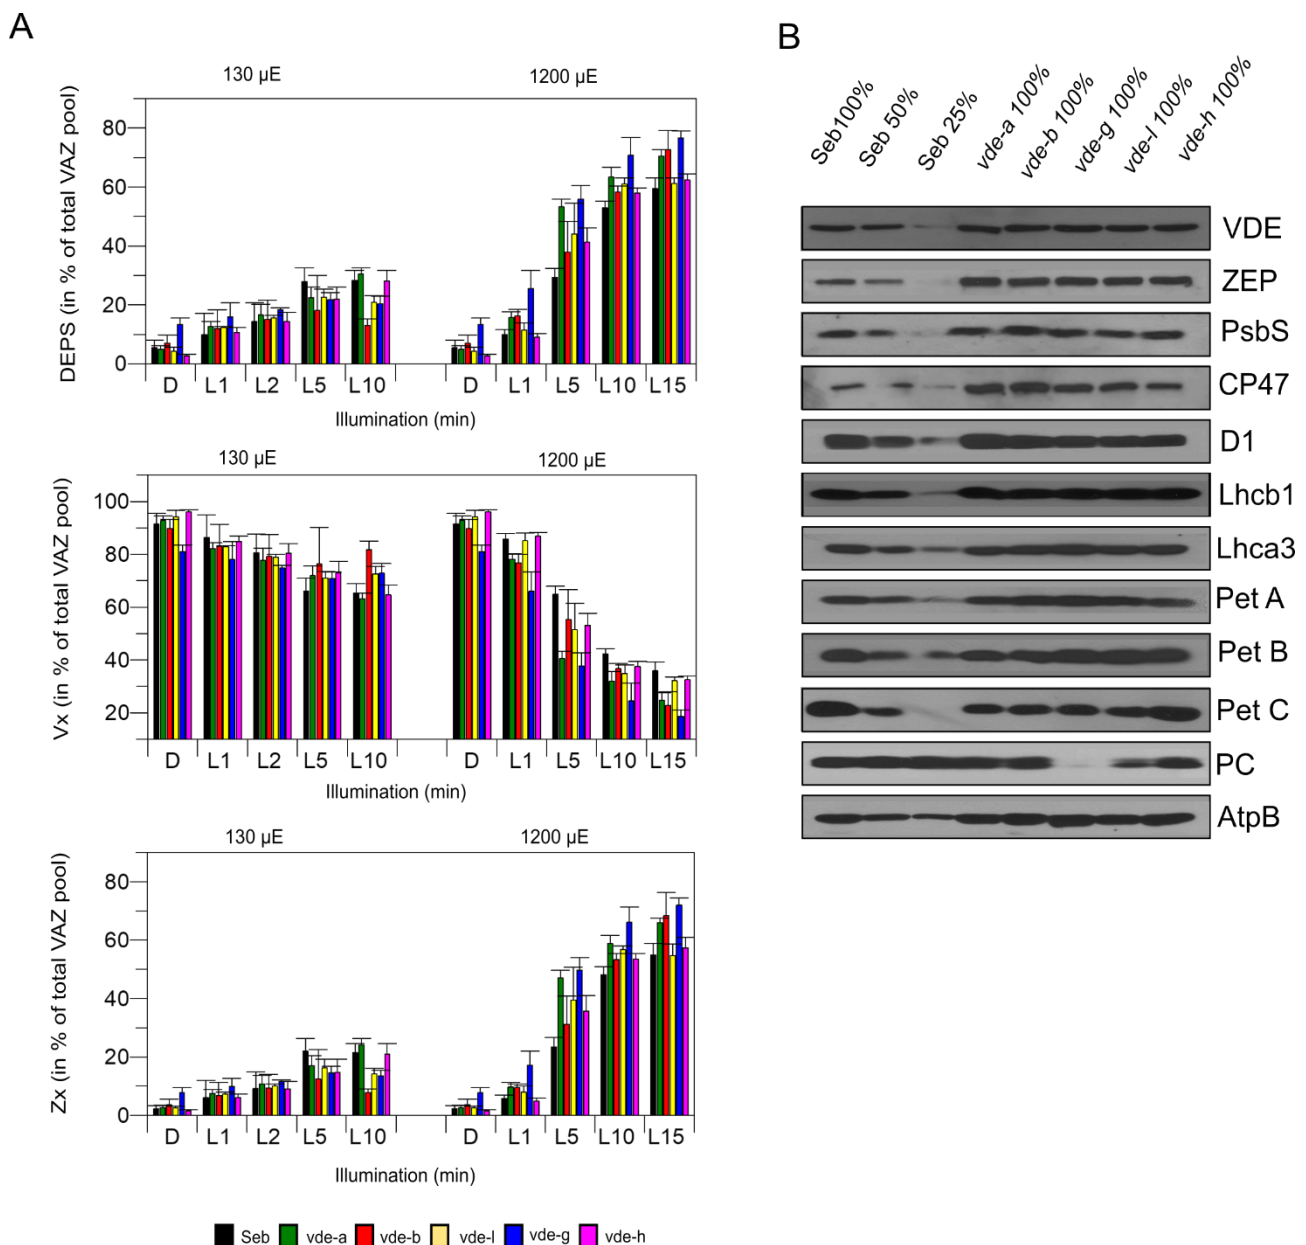 A
130 µE
1200 µE
DEPS (in % of total VAZ pool)
80
60
40
20
0
D L1 L2 L5 L10 D L1 L5 L10 L15
Illumination (min)
130 µE
1200 µE
Vx (in % of total VAZ pool)
100
80
60
40
20
D L1 L2 L5 L10 D L1 L5 L10 L15
Illumination (min)
130 µE
1200 µE
Zx (in % of total VAZ pool)
80
60
40
20
0
D L1 L2 L5 L10 D L1 L5 L10 L15
Illumination (min)
Seb vde-a vde-b vde-l vde-g vde-h
B
Seb100%
Seb 50%
Seb 25%
vde-a 100%
vde-b 100%
vde-g 100%
vde-l 100%
vde-h 100%
VDE
ZEP
PsbS
CP47
D1
Lhcb1
Lhca3
Pet A
Pet B
Pet C
PC
AtpB